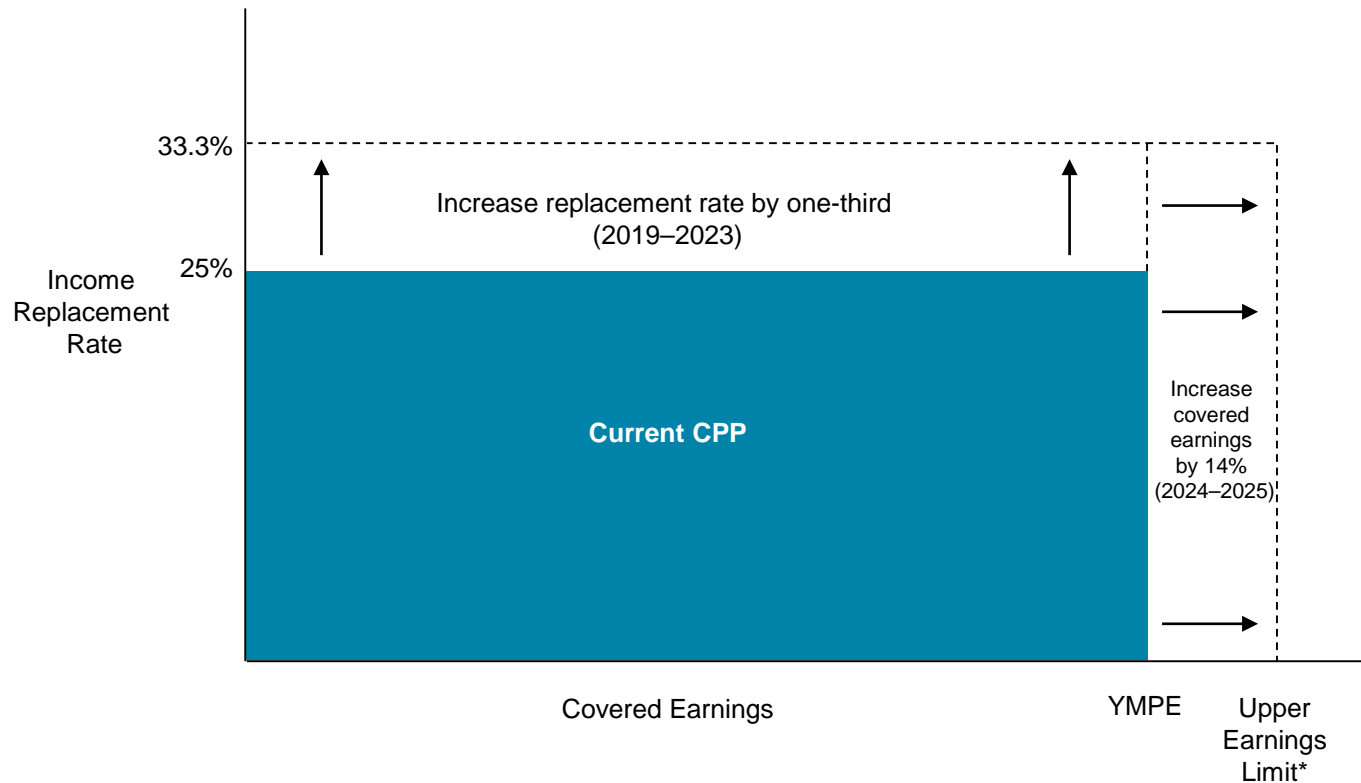 33.3%
Increase replacement rate by one-third
(2019–2023)
25%
Income
Replacement
Rate
Current CPP
Increase
covered
earnings
by 14%
(2024–2025)
Covered Earnings
YMPE
Upper
Earnings
Limit*